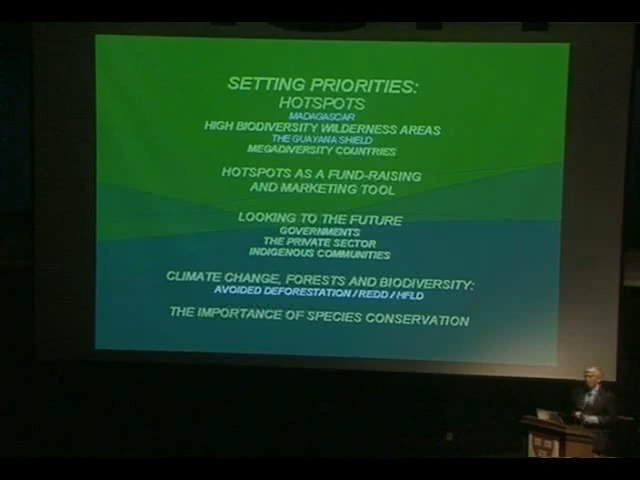 SETTING PRIORITIES:
HOTSPOTS
MADAGASCAR
HIGH BIODIVERSITY WILDERNESS AREAS
THE GUAYANA SHIELD
MEGADIVERSITY COUNTRIES
HOTSPOTS AS A FUND-RAISING
AND MARKETING TOOL
LOOKING TO THE FUTURE
GOVERNMENTS
THE PRIVATE SECTOR
INDIGENOUS COMMUNITIES
CLIMATE CHANGE, FORESTS AND BIODIVERSITY:
AVOIDED DEFORESTATION / REDD / HFLD
THE IMPORTANCE OF SPECIES CONSERVATION